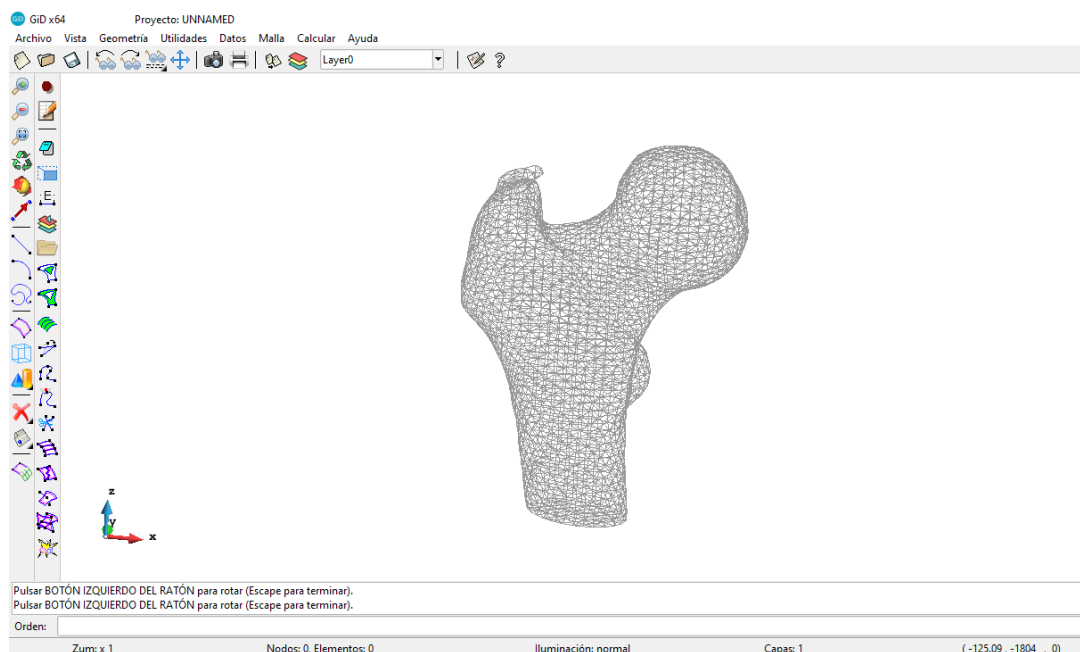 GiD x64 Proyecto: UNNAMED
Archivo Vista Geometría Utilidades Datos Malla Calcular Ayuda
Layer0
E
z
y
x
Pulsar BOTÓN IZQUIERDO DEL RATÓN para rotar (Escape para terminar).
Pulsar BOTÓN IZQUIERDO DEL RATÓN para rotar (Escape para terminar).
Orden:
Zum: x 1 Nodos: 0, Elementos: 0 Iluminación: normal Capas: 1 ( -125.09 , -1804 , 0)